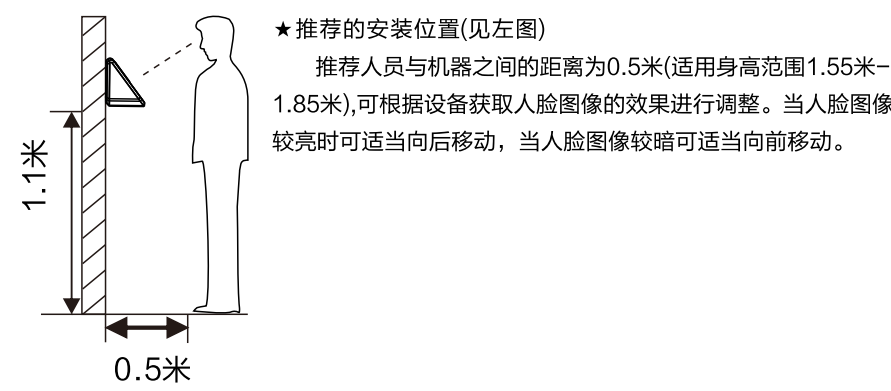 ★推荐的安装位置(见左图)
推荐人员与机器之间的距离为0.5米(适用身高范围1.55米–
1.85米),可根据设备获取人脸图像的效果进行调整。当人脸图像
较亮时可适当向后移动，当人脸图像较暗可适当向前移动。
1.1米
0.5米